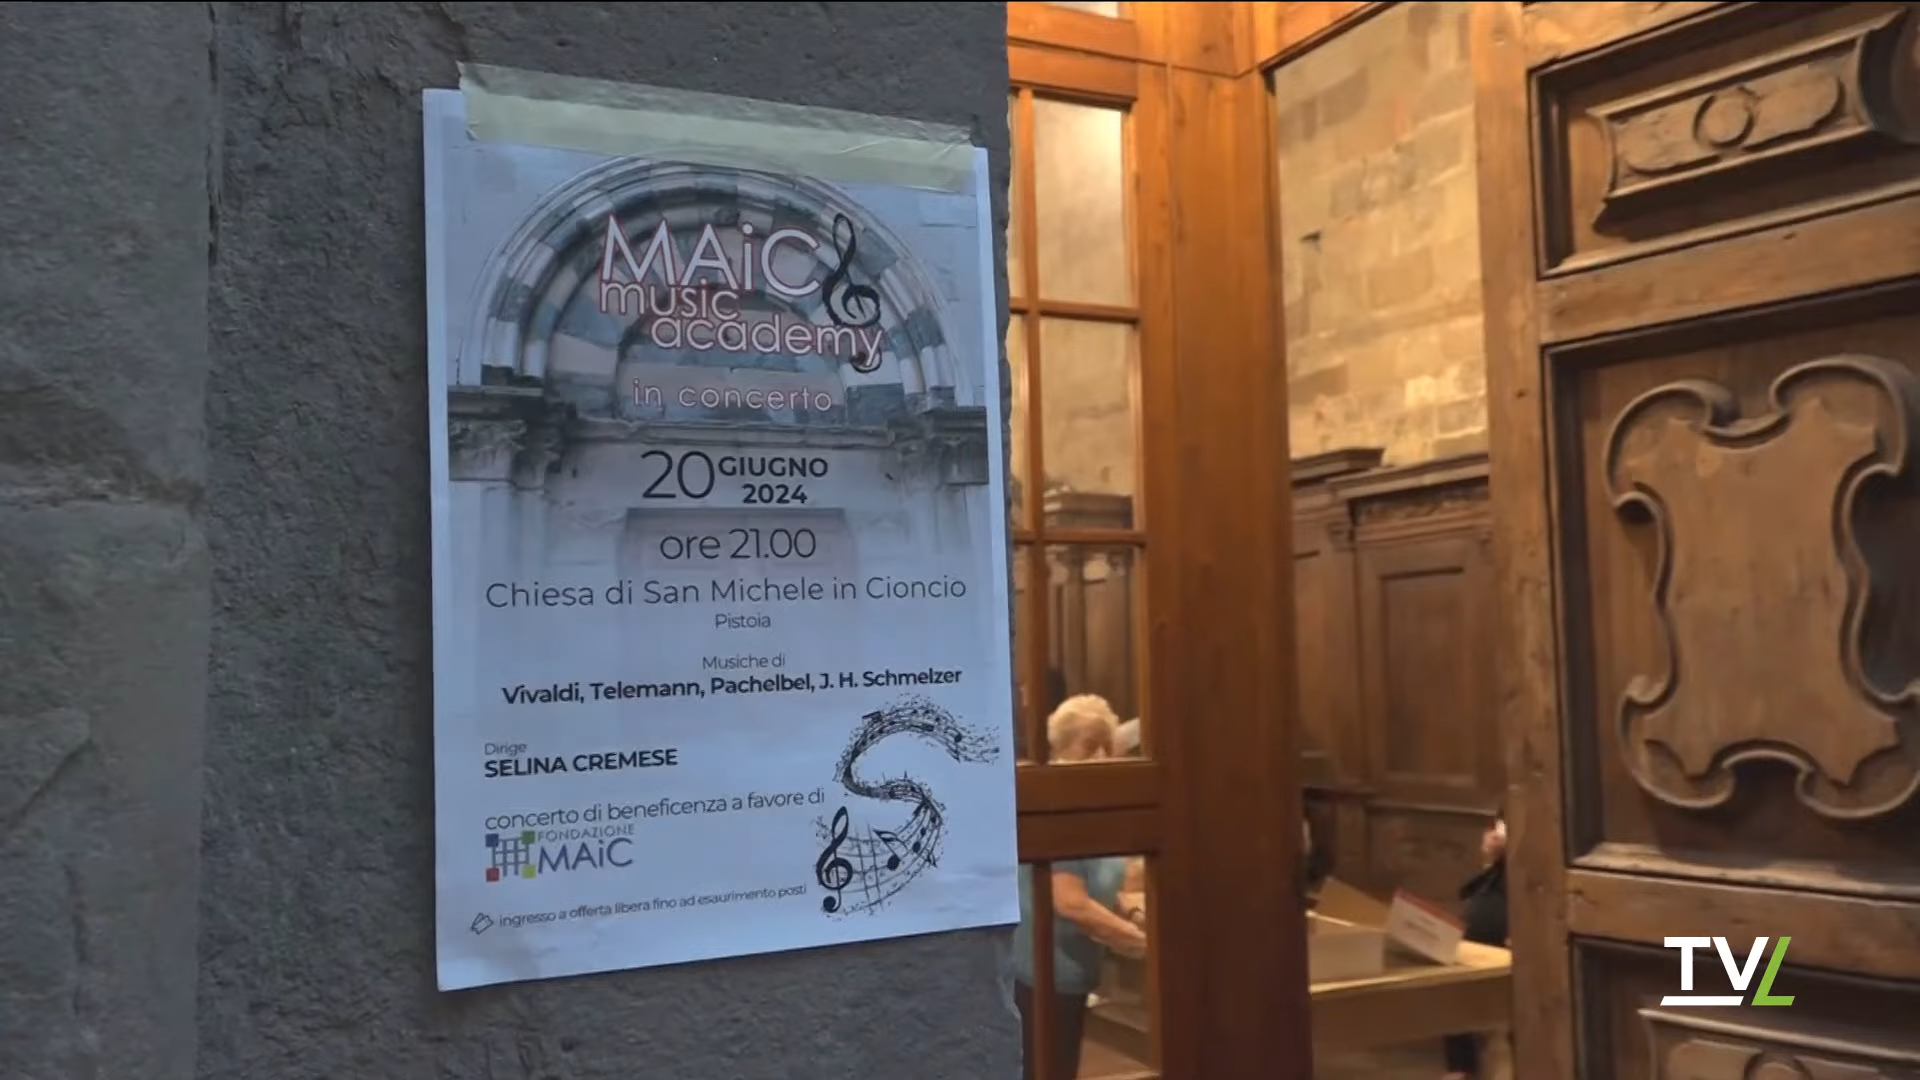 MAiC
music
academy
in concerto
20 GIUGNO
2024
ore 21.00
Chiesa di San Michele in Cioncio
Pistoia
Musiche di
Vivaldi, Telemann, Pachelbel, J. H. Schmelzer
Dirige
SELINA CREMESE
concerto di beneficenza a favore di
FONDAZIONE
MAiC
ingresso a offerta libera fino ad esaurimento posti
TVL